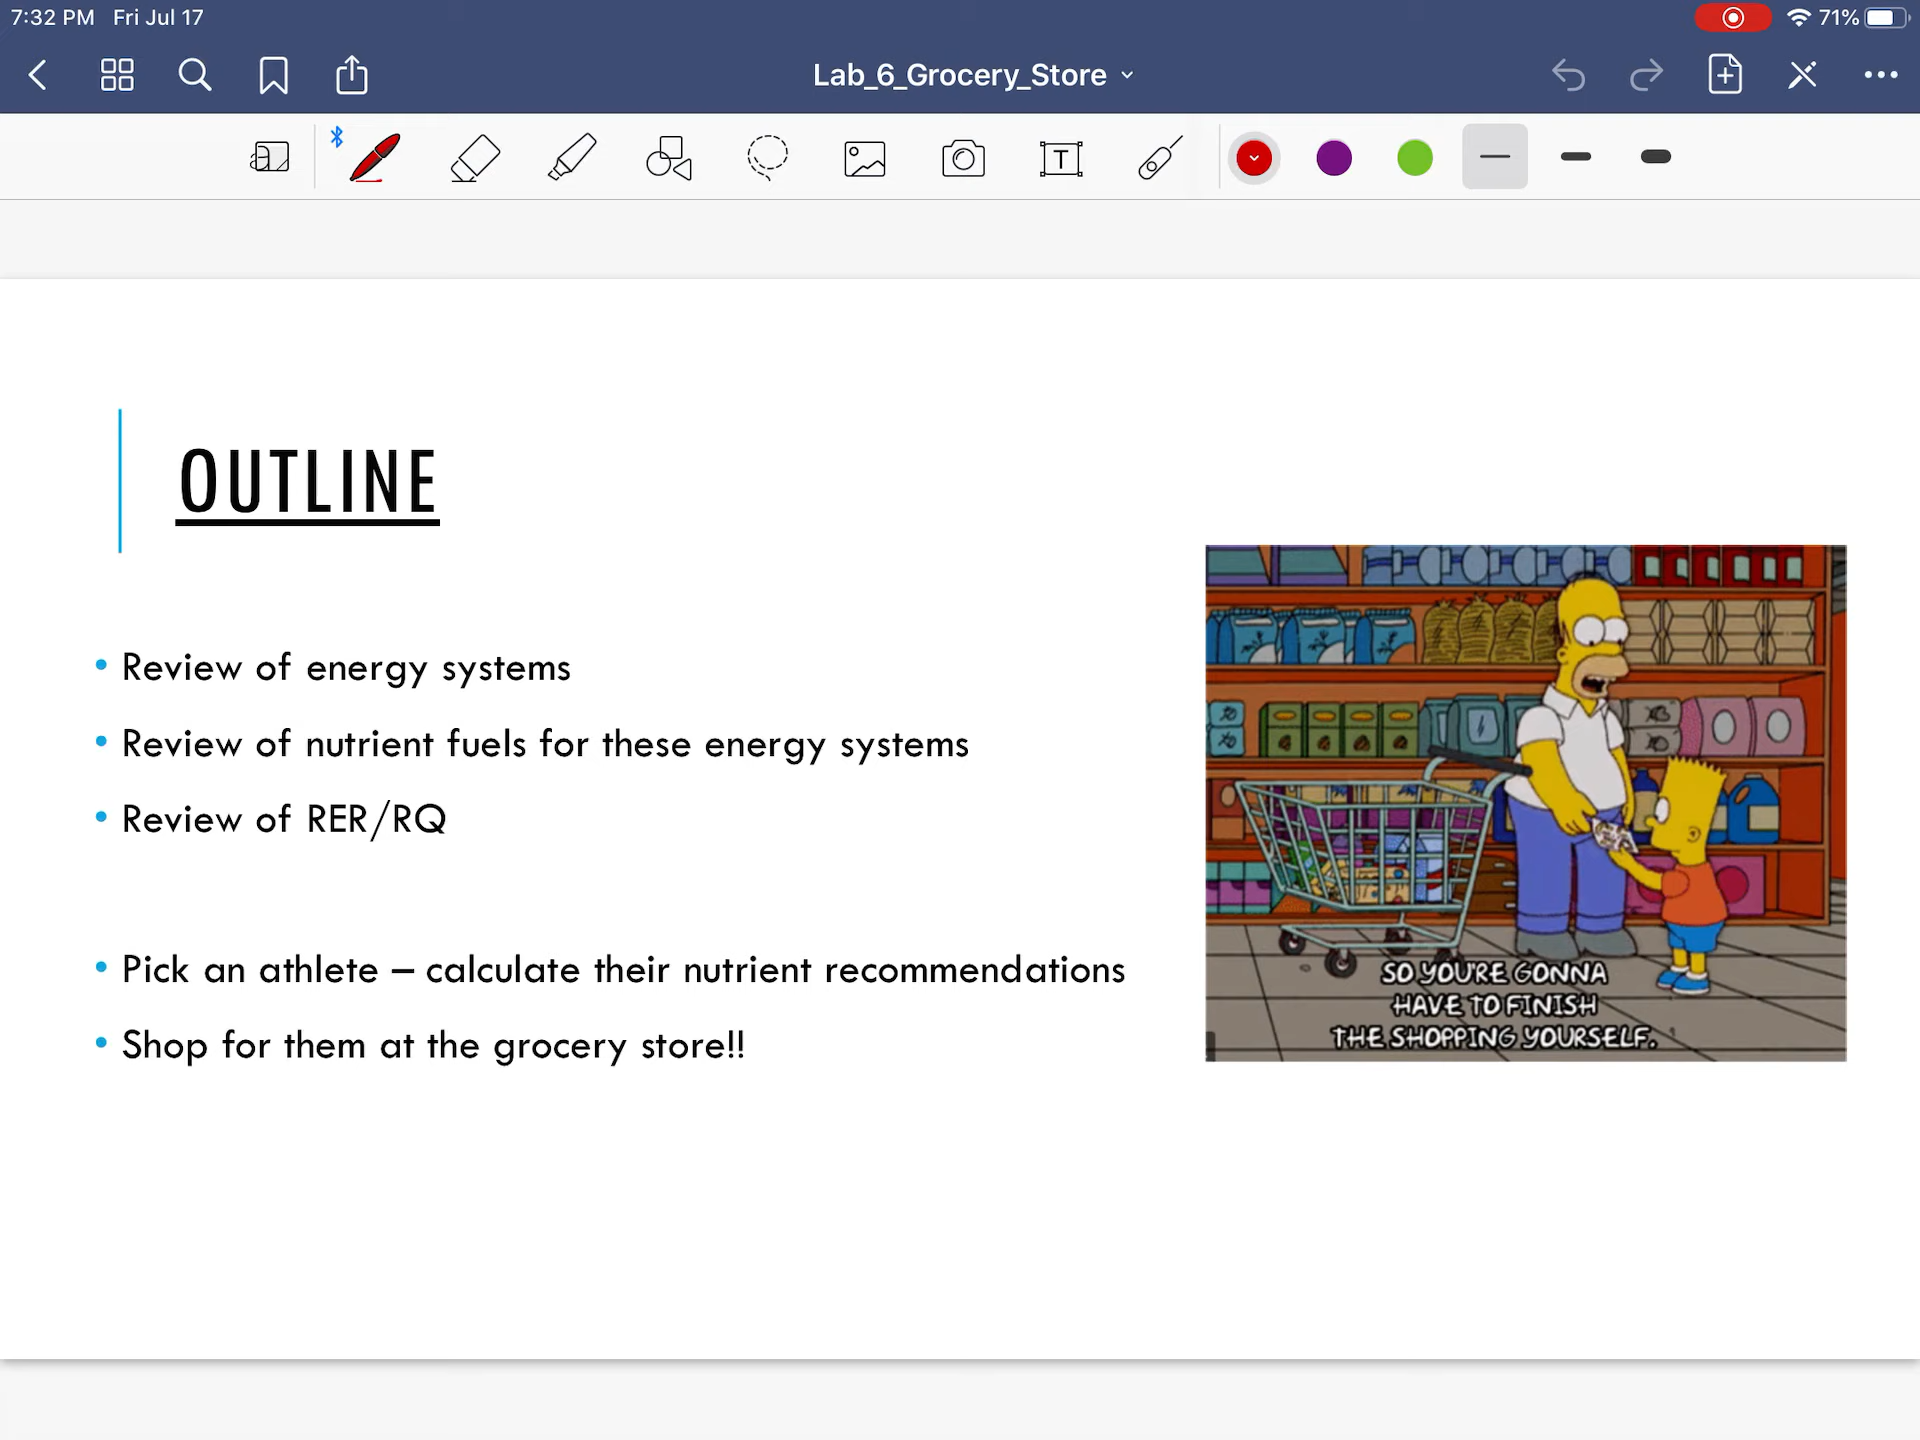 7:32 PM Fri Jul 17
71%
Lab_6_Grocery_Store
OUTLINE
• Review of energy systems
• Review of nutrient fuels for these energy systems
• Review of RER/RQ
• Pick an athlete – calculate their nutrient recommendations
• Shop for them at the grocery store!!
SO YOU'RE GONNA
HAVE TO FINISH
THE SHOPPING YOURSELF.